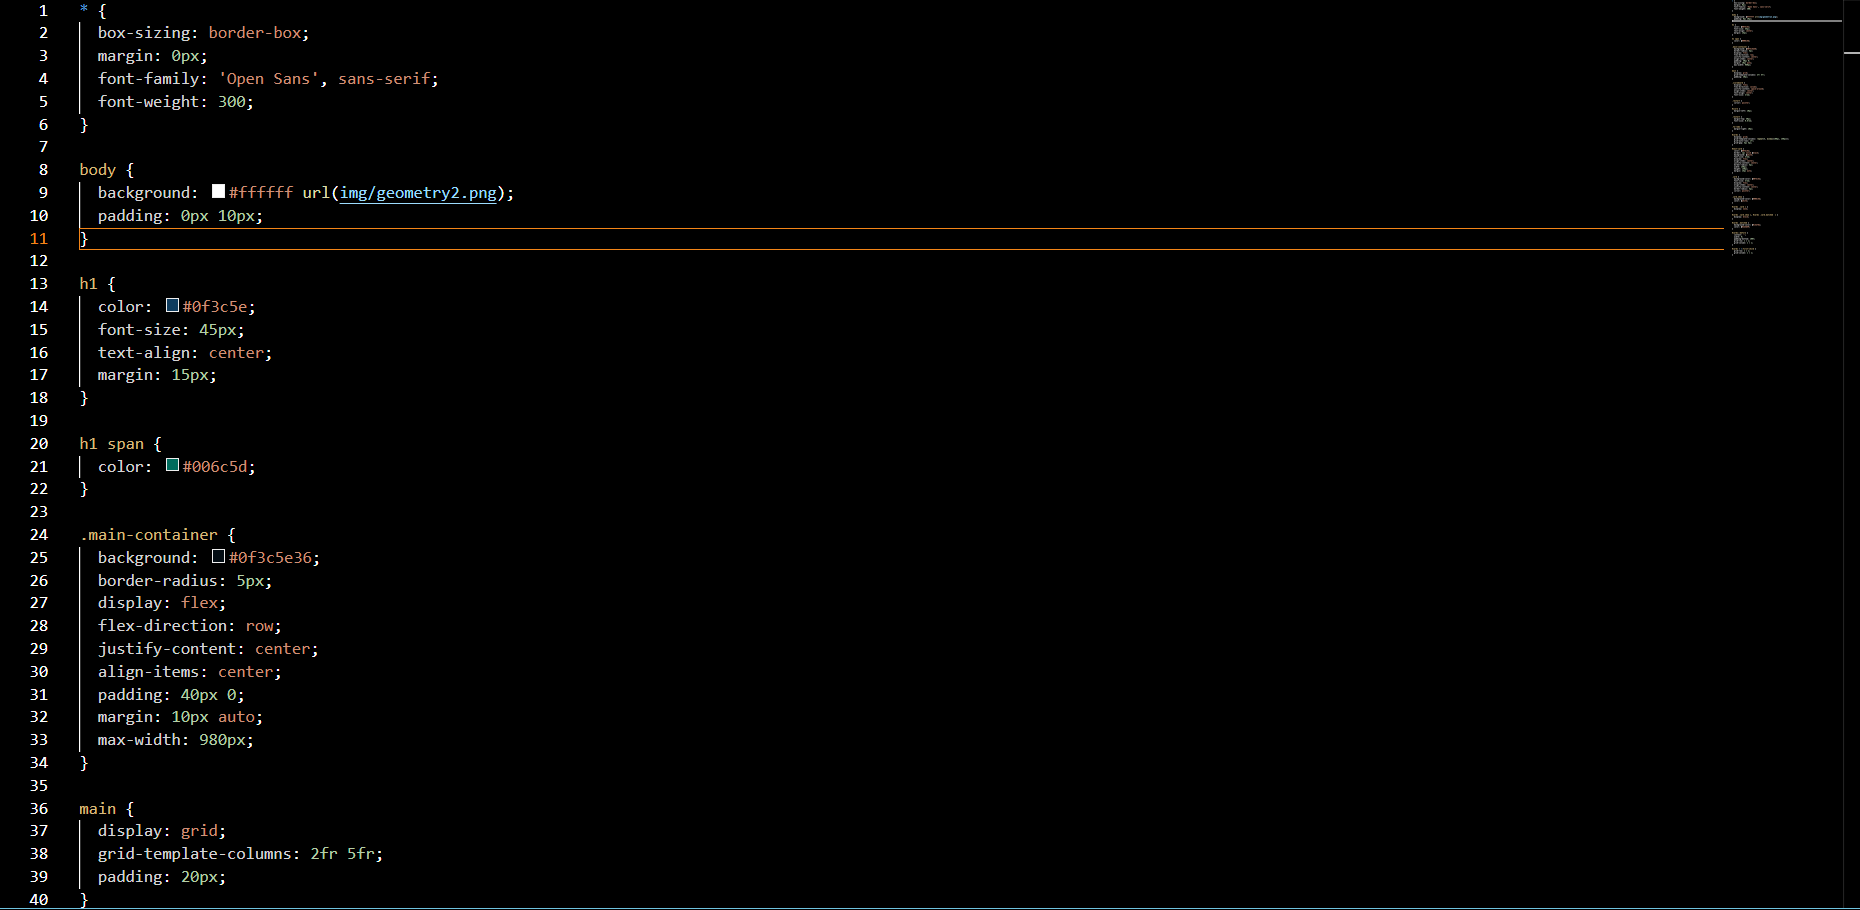 1 * {
2 box-sizing: border-box;
3 margin: 0px;
4 font-family: 'Open Sans', sans-serif;
5 font-weight: 300;
6 }
7
8 body {
9 background: #ffffff url(img/geometry2.png);
10 padding: 0px 10px;
11 }
12
13 h1 {
14 color: #0f3c5e;
15 font-size: 45px;
16 text-align: center;
17 margin: 15px;
18 }
19
20 h1 span {
21 color: #006c5d;
22 }
23
24 .main-container {
25 background: #0f3c5e36;
26 border-radius: 5px;
27 display: flex;
28 flex-direction: row;
29 justify-content: center;
30 align-items: center;
31 padding: 40px 0;
32 margin: 10px auto;
33 max-width: 980px;
34 }
35
36 main {
37 display: grid;
38 grid-template-columns: 2fr 5fr;
39 padding: 20px;
40 }